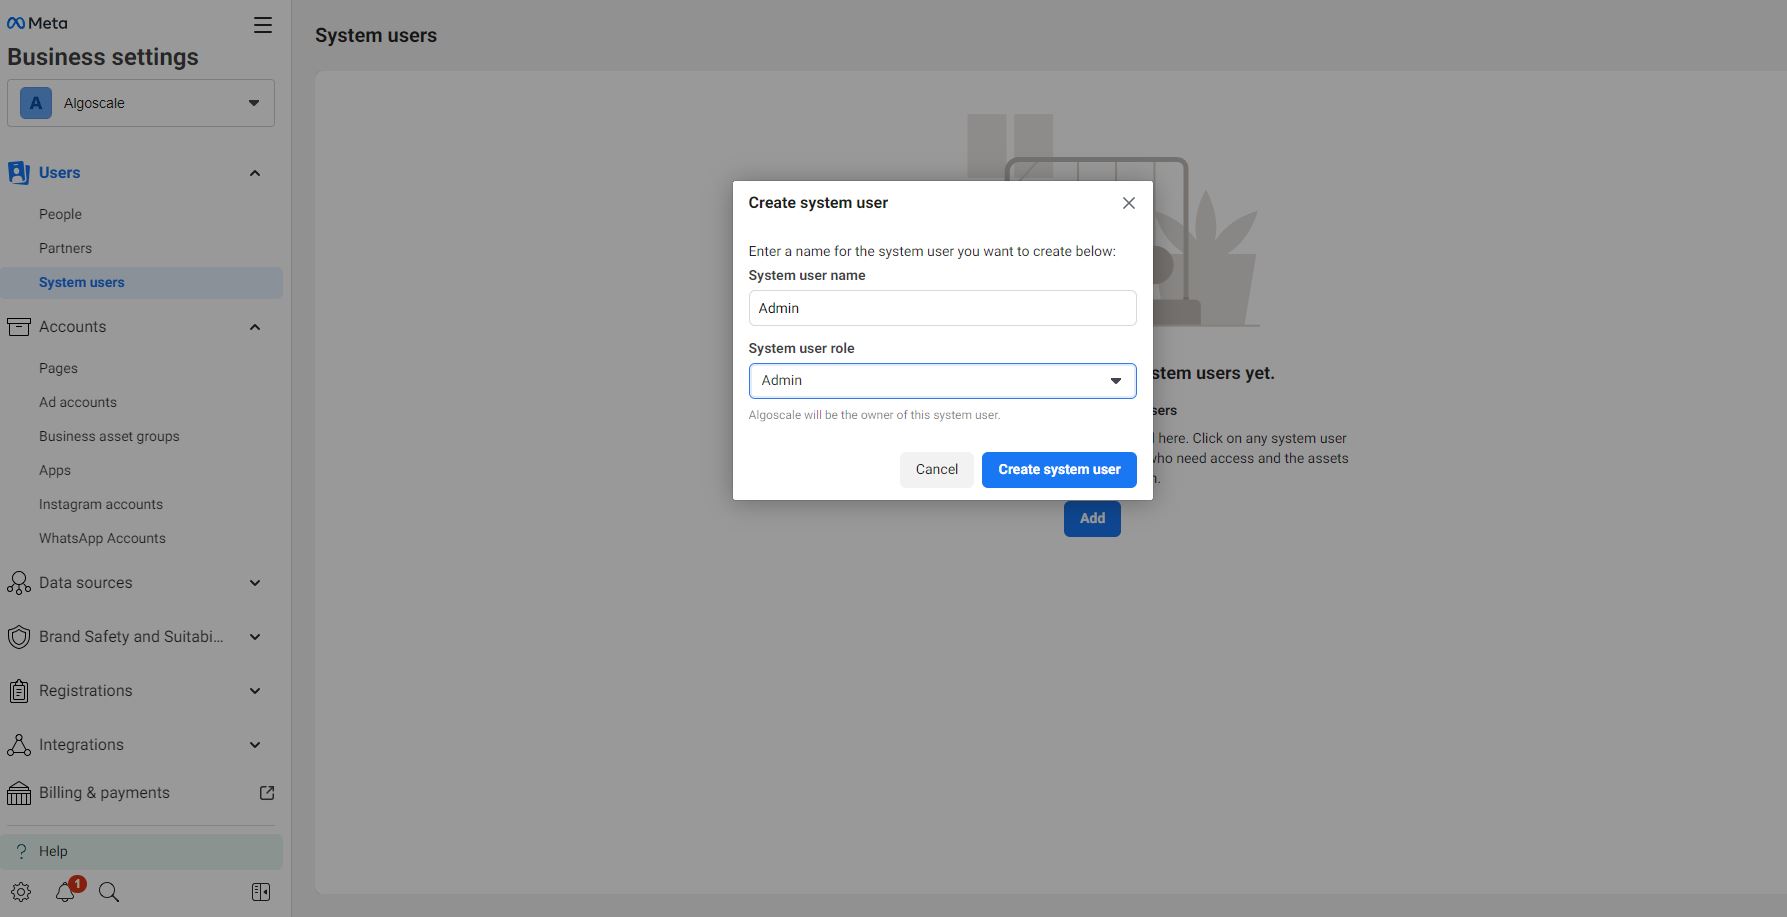 Meta
Business settings
A Algoscale
Users
People
Partners
System users
Accounts
Pages
Ad accounts
Business asset groups
Apps
Instagram accounts
WhatsApp Accounts
Data sources
Brand Safety and Suitabi...
Registrations
Integrations
Billing & payments
? Help
1
System users
Create system user
Enter a name for the system user you want to create below:
System user name
Admin
System user role
Admin
Algoscale will be the owner of this system user.
Cancel Create system user
stem users yet.
sers
here. Click on any system user
who need access and the assets
Add